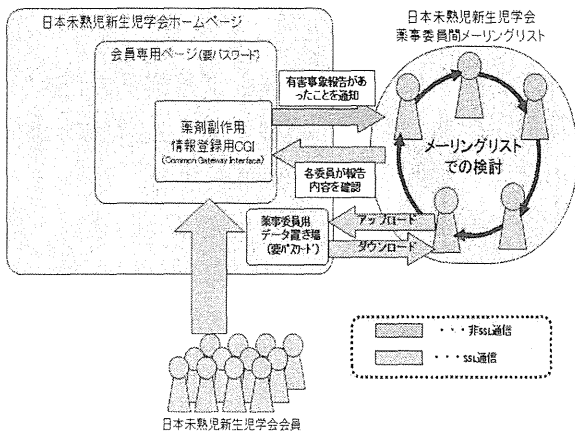 日本未熟児新生児学会ホームページ
会員専用ページ(要パスワード)
薬剤副作用
情報登録用CGI
(Common Gateway Interface)
有害事象報告があ
ったことを通知
各委員が報告
内容を確認
薬事委員用
データ置き場
(要パスワード)
アップロード
ダウンロード
日本未熟児新生児学会
薬事委員間メーリングリスト
メーリングリスト
での検討
・・・非SSL通信
・・・SSL通信
日本未熟児新生児学会会員